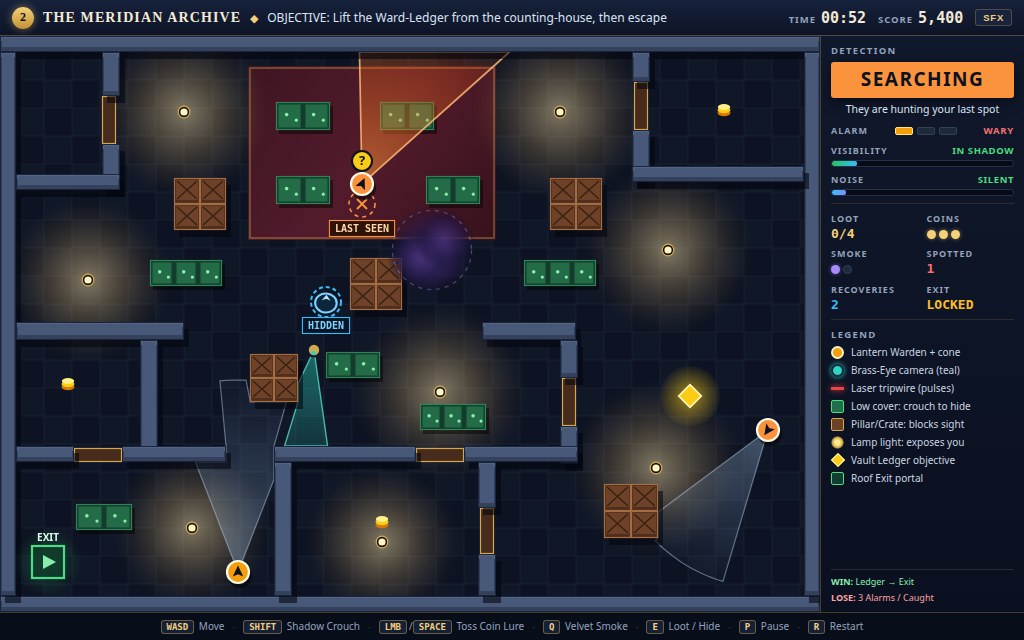 2 THE MERIDIAN ARCHIVE ◆ OBJECTIVE: Lift the Ward-Ledger from the counting-house, then escape TIME 00:52 SCORE 5,400 SFX
?
LAST SEEN
HIDDEN
EXIT
DETECTION
SEARCHING
They are hunting your last spot
ALARM WARY
VISIBILITY IN SHADOW
NOISE SILENT
LOOT COINS
0/4
SMOKE SPOTTED
1
RECOVERIES EXIT
2 LOCKED
LEGEND
Lantern Warden + cone
Brass-Eye camera (teal)
Laser tripwire (pulses)
Low cover: crouch to hide
Pillar/Crate: blocks sight
Lamp light: exposes you
Vault Ledger objective
Roof Exit portal
WIN: Ledger → Exit
LOSE: 3 Alarms / Caught
WASD Move · SHIFT Shadow Crouch · LMB / SPACE Toss Coin Lure · Q Velvet Smoke · E Loot / Hide · P Pause · R Restart